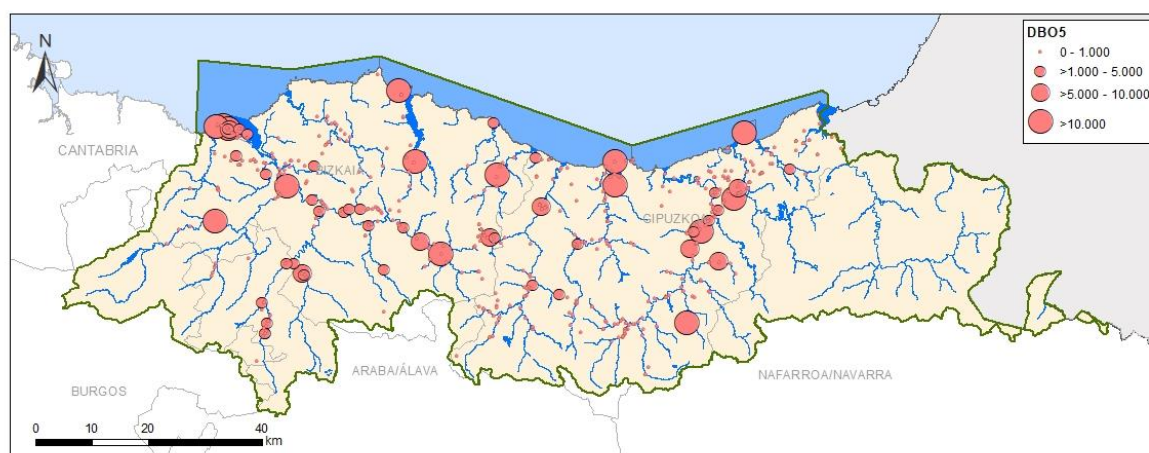 N
DBO5
0 - 1.000
>1.000 - 5.000
>5.000 - 10.000
>10.000
CANTABRIA
BIZKAIA
GIPUZKOA
ARABA/ÁLAVA
NAFARROA/NAVARRA
BURGOS
0 10 20 40
km